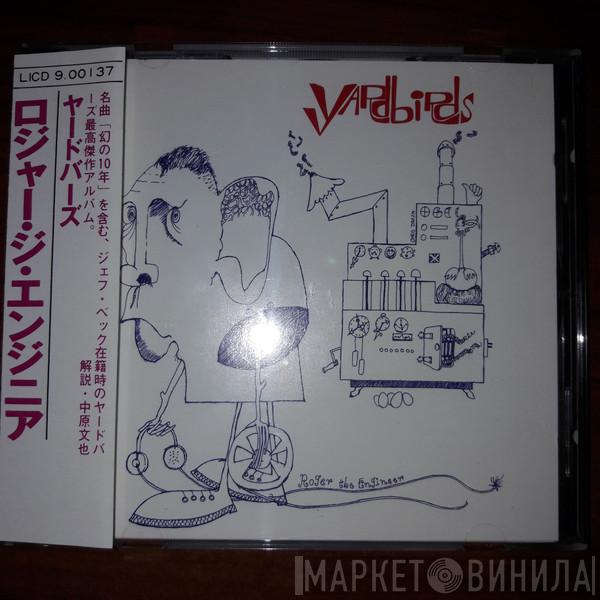 LICD 9.00137
名曲「幻の10年」を含む、ジェフ・ベック在籍時のヤードバ
ーズ最高傑作アルバム。
解説・中原文也
ヤードバーズ
ロジャー・ジ・エンジニア
YARdbiRds
RoGer the EnGineer
МАРКЕТ ВИНИЛА